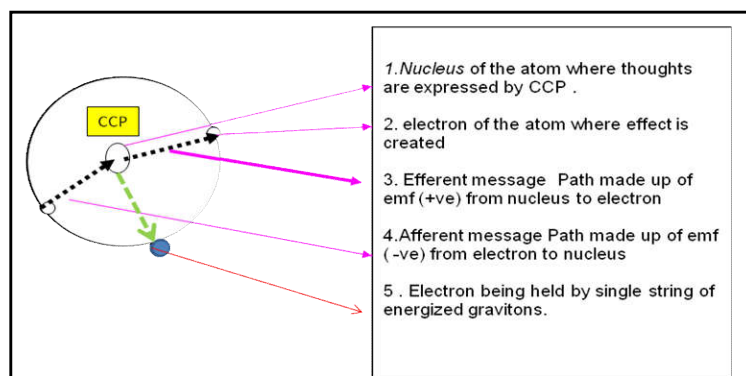 CCP
1.Nucleus of the atom where thoughts
are expressed by CCP .
2. electron of the atom where effect is
created
3. Efferent message Path made up of
emf (+ve) from nucleus to electron
4.Afferent message Path made up of emf
( -ve) from electron to nucleus
5 . Electron being held by single string of
energized gravitons.